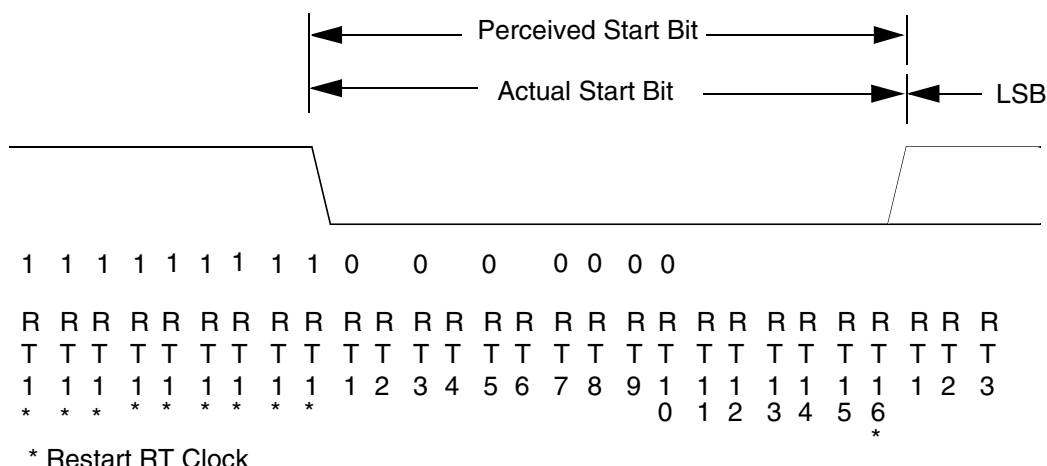 Perceived Start Bit
Actual Start Bit
LSB
1 1 1 1 1 1 1 1 1 0 0 0 0 0 0 0
R R R R R R R R R R R R R R R R R R R R R R R R R R R R
T T T T T T T T T T T T T T T T T T T T T T T T T T T T
1 1 1 1 1 1 1 1 1 1 2 3 4 5 6 7 8 9 1 1 1 1 1 1 1 1 2 3
* * * * * * * * * 0 1 2 3 4 5 6
*
* Restart RT Clock